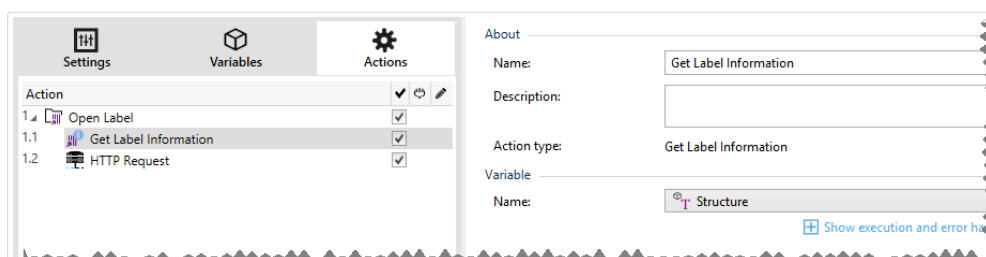 Settings Variables Actions
Action
1 Open Label
1.1 Get Label Information
1.2 HTTP Request
About
Name: Get Label Information
Description:
Action type: Get Label Information
Variable
Name: Structure
Show execution and error ha